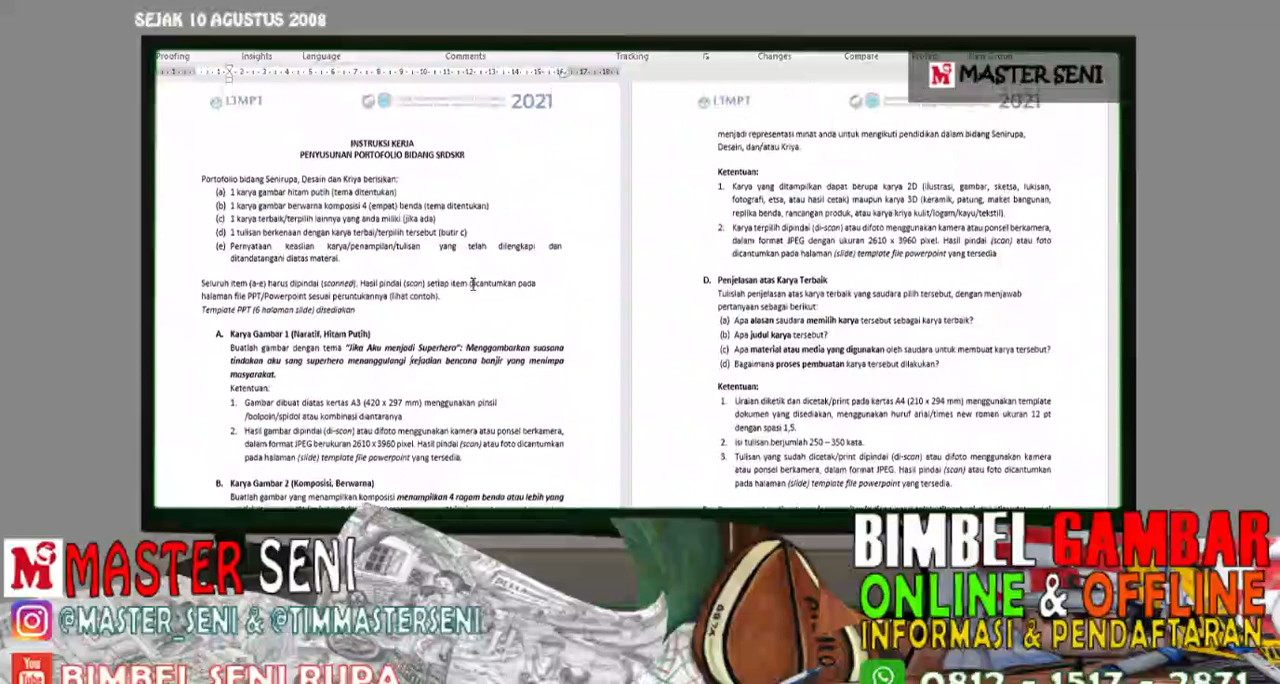 SEJAK 10 AGUSTUS 2008
Proofing Insights Language Comments Tracking Changes Compare
MASTER SENI
LTMPT 2021
INSTRUKSI KERJA
PENYUSUNAN PORTOFOLIO BIDANG SRDSKR
Portofolio bidang Senirupa, Desain dan Kriya berisikan:
(a) 1 karya gambar hitam putih (tema ditentukan)
(b) 1 karya gambar berwarna komposisi 4 (empat) benda (tema ditentukan)
(c) 1 karya terbaik/terpilih lainnya yang anda miliki (jika ada)
(d) 1 tulisan berkenaan dengan karya terbai/terpilih tersebut (butir c)
(e) Pernyataan keaslian karya/penampilan/tulisan yang telah dilengkapi dan
ditandatangani diatas materai.
Seluruh item (a-e) harus dipindai (scanned). Hasil pindai (scan) setiap item dicantumkan pada
halaman file PPT/Powerpoint sesuai peruntukannya (lihat contoh).
Template PPT (6 halaman slide) disediakan
A. Karya Gambar 1 (Naratif, Hitam Putih)
Buatlah gambar dengan tema "Jika Aku menjadi Superhero": Menggambarkan suasana
tindakan aku sang superhero menanggulangi kejadian bencana banjir yang menimpa
masyarakat.
Ketentuan:
1. Gambar dibuat diatas kertas A3 (420 x 297 mm) menggunakan pinsil
/bolpoin/spidol atau kombinasi diantaranya
2. Hasil gambar dipindai (di-scan) atau difoto menggunakan kamera atau ponsel berkamera,
dalam format JPEG berukuran 2610 x 3960 pixel. Hasil pindai (scan) atau foto dicantumkan
pada halaman (slide) template file powerpoint yang tersedia.
B. Karya Gambar 2 (Komposisi, Berwarna)
Buatlah gambar yang menampilkan komposisi menampilkan 4 ragam benda atau lebih yang
LTMPT 2021
menjadi representasi minat anda untuk mengikuti pendidikan dalam bidang Senirupa,
Desain, dan/atau Kriya.
Ketentuan:
1. Karya yang ditampilkan dapat berupa karya 2D (ilustrasi, gambar, sketsa, lukisan,
fotografi, etsa, atau hasil cetak) maupun karya 3D (keramik, patung, maket bangunan,
replika benda, rancangan produk, atau karya kriya kulit/logam/kayu/tekstil).
2. Karya terpilih dipindai (di-scan) atau difoto menggunakan kamera atau ponsel berkamera,
dalam format JPEG dengan ukuran 2610 x 3960 pixel. Hasil pindai (scan) atau foto
dicantumkan pada halaman (slide) template file powerpoint yang tersedia
D. Penjelasan atas Karya Terbaik
Tulislah penjelasan atas karya terbaik yang saudara pilih tersebut, dengan menjawab
pertanyaan sebagai berikut:
(a) Apa alasan saudara memilih karya tersebut sebagai karya terbaik?
(b) Apa judul karya tersebut?
(c) Apa material atau media yang digunakan oleh saudara untuk membuat karya tersebut?
(d) Bagaimana proses pembuatan karya tersebut dilakukan?
Ketentuan:
1. Uraian diketik dan dicetak/print pada kertas A4 (210 x 294 mm) menggunakan template
dokumen yang disediakan, menggunakan huruf arial/times new roman ukuran 12 pt
dengan spasi 1,5.
2. Isi tulisan berjumlah 250 – 350 kata.
3. Tulisan yang sudah dicetak/print dipindai (di-scan) atau difoto menggunakan kamera
atau ponsel berkamera, dalam format JPEG. Hasil pindai (scan) atau foto dicantumkan
pada halaman (slide) template file powerpoint yang tersedia.
MASTER SENI
@MASTER_SENI & @TIMMASTERSENI
You Tube BIMBEL SENI RUPA
BIMBEL GAMBAR
ONLINE & OFFLINE
INFORMASI & PENDAFTARAN
0812 - 1517 - 2871